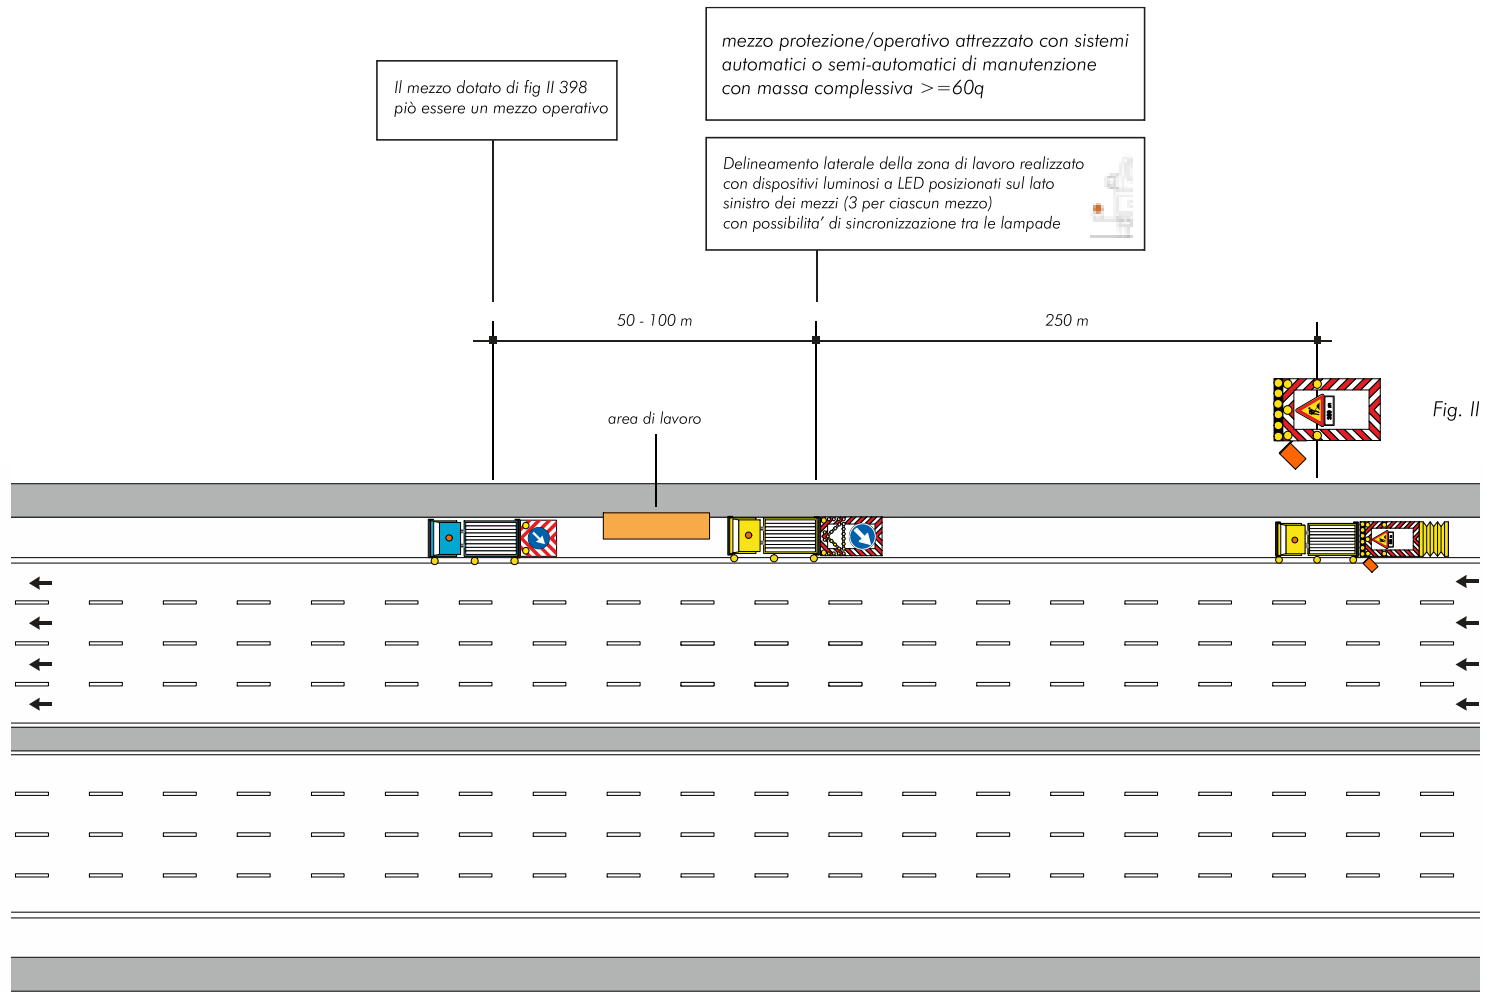 mezzo protezione/operativo attrezzato con sistemi
automatici o semi-automatici di manutenzione
con massa complessiva >=60q
Il mezzo dotato di fig II 398
piò essere un mezzo operativo
Delineamento laterale della zona di lavoro realizzato
con dispositivi luminosi a LED posizionati sul lato
sinistro dei mezzi (3 per ciascun mezzo)
con possibilita' di sincronizzazione tra le lampade
50 - 100 m
250 m
area di lavoro
Fig. II